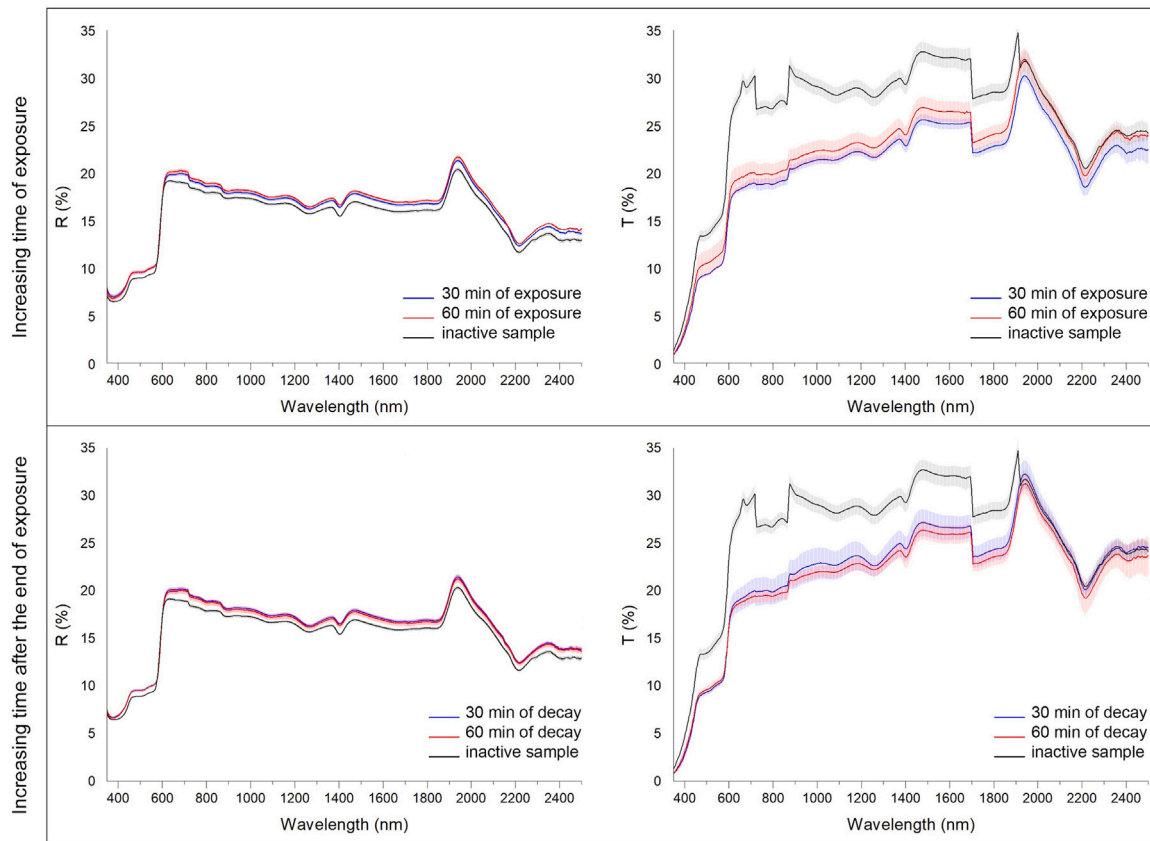 Increasing time of exposure
R (%)
35
30
25
20
15
10
5
0
30 min of exposure
60 min of exposure
inactive sample
400 600 800 1000 1200 1400 1600 1800 2000 2200 2400
Wavelength (nm)
T (%)
35
30
25
20
15
10
5
0
30 min of exposure
60 min of exposure
inactive sample
400 600 800 1000 1200 1400 1600 1800 2000 2200 2400
Wavelength (nm)
Increasing time after the end of exposure
R (%)
35
30
25
20
15
10
5
0
30 min of decay
60 min of decay
inactive sample
400 600 800 1000 1200 1400 1600 1800 2000 2200 2400
Wavelength (nm)
T (%)
35
30
25
20
15
10
5
0
30 min of decay
60 min of decay
inactive sample
400 600 800 1000 1200 1400 1600 1800 2000 2200 2400
Wavelength (nm)